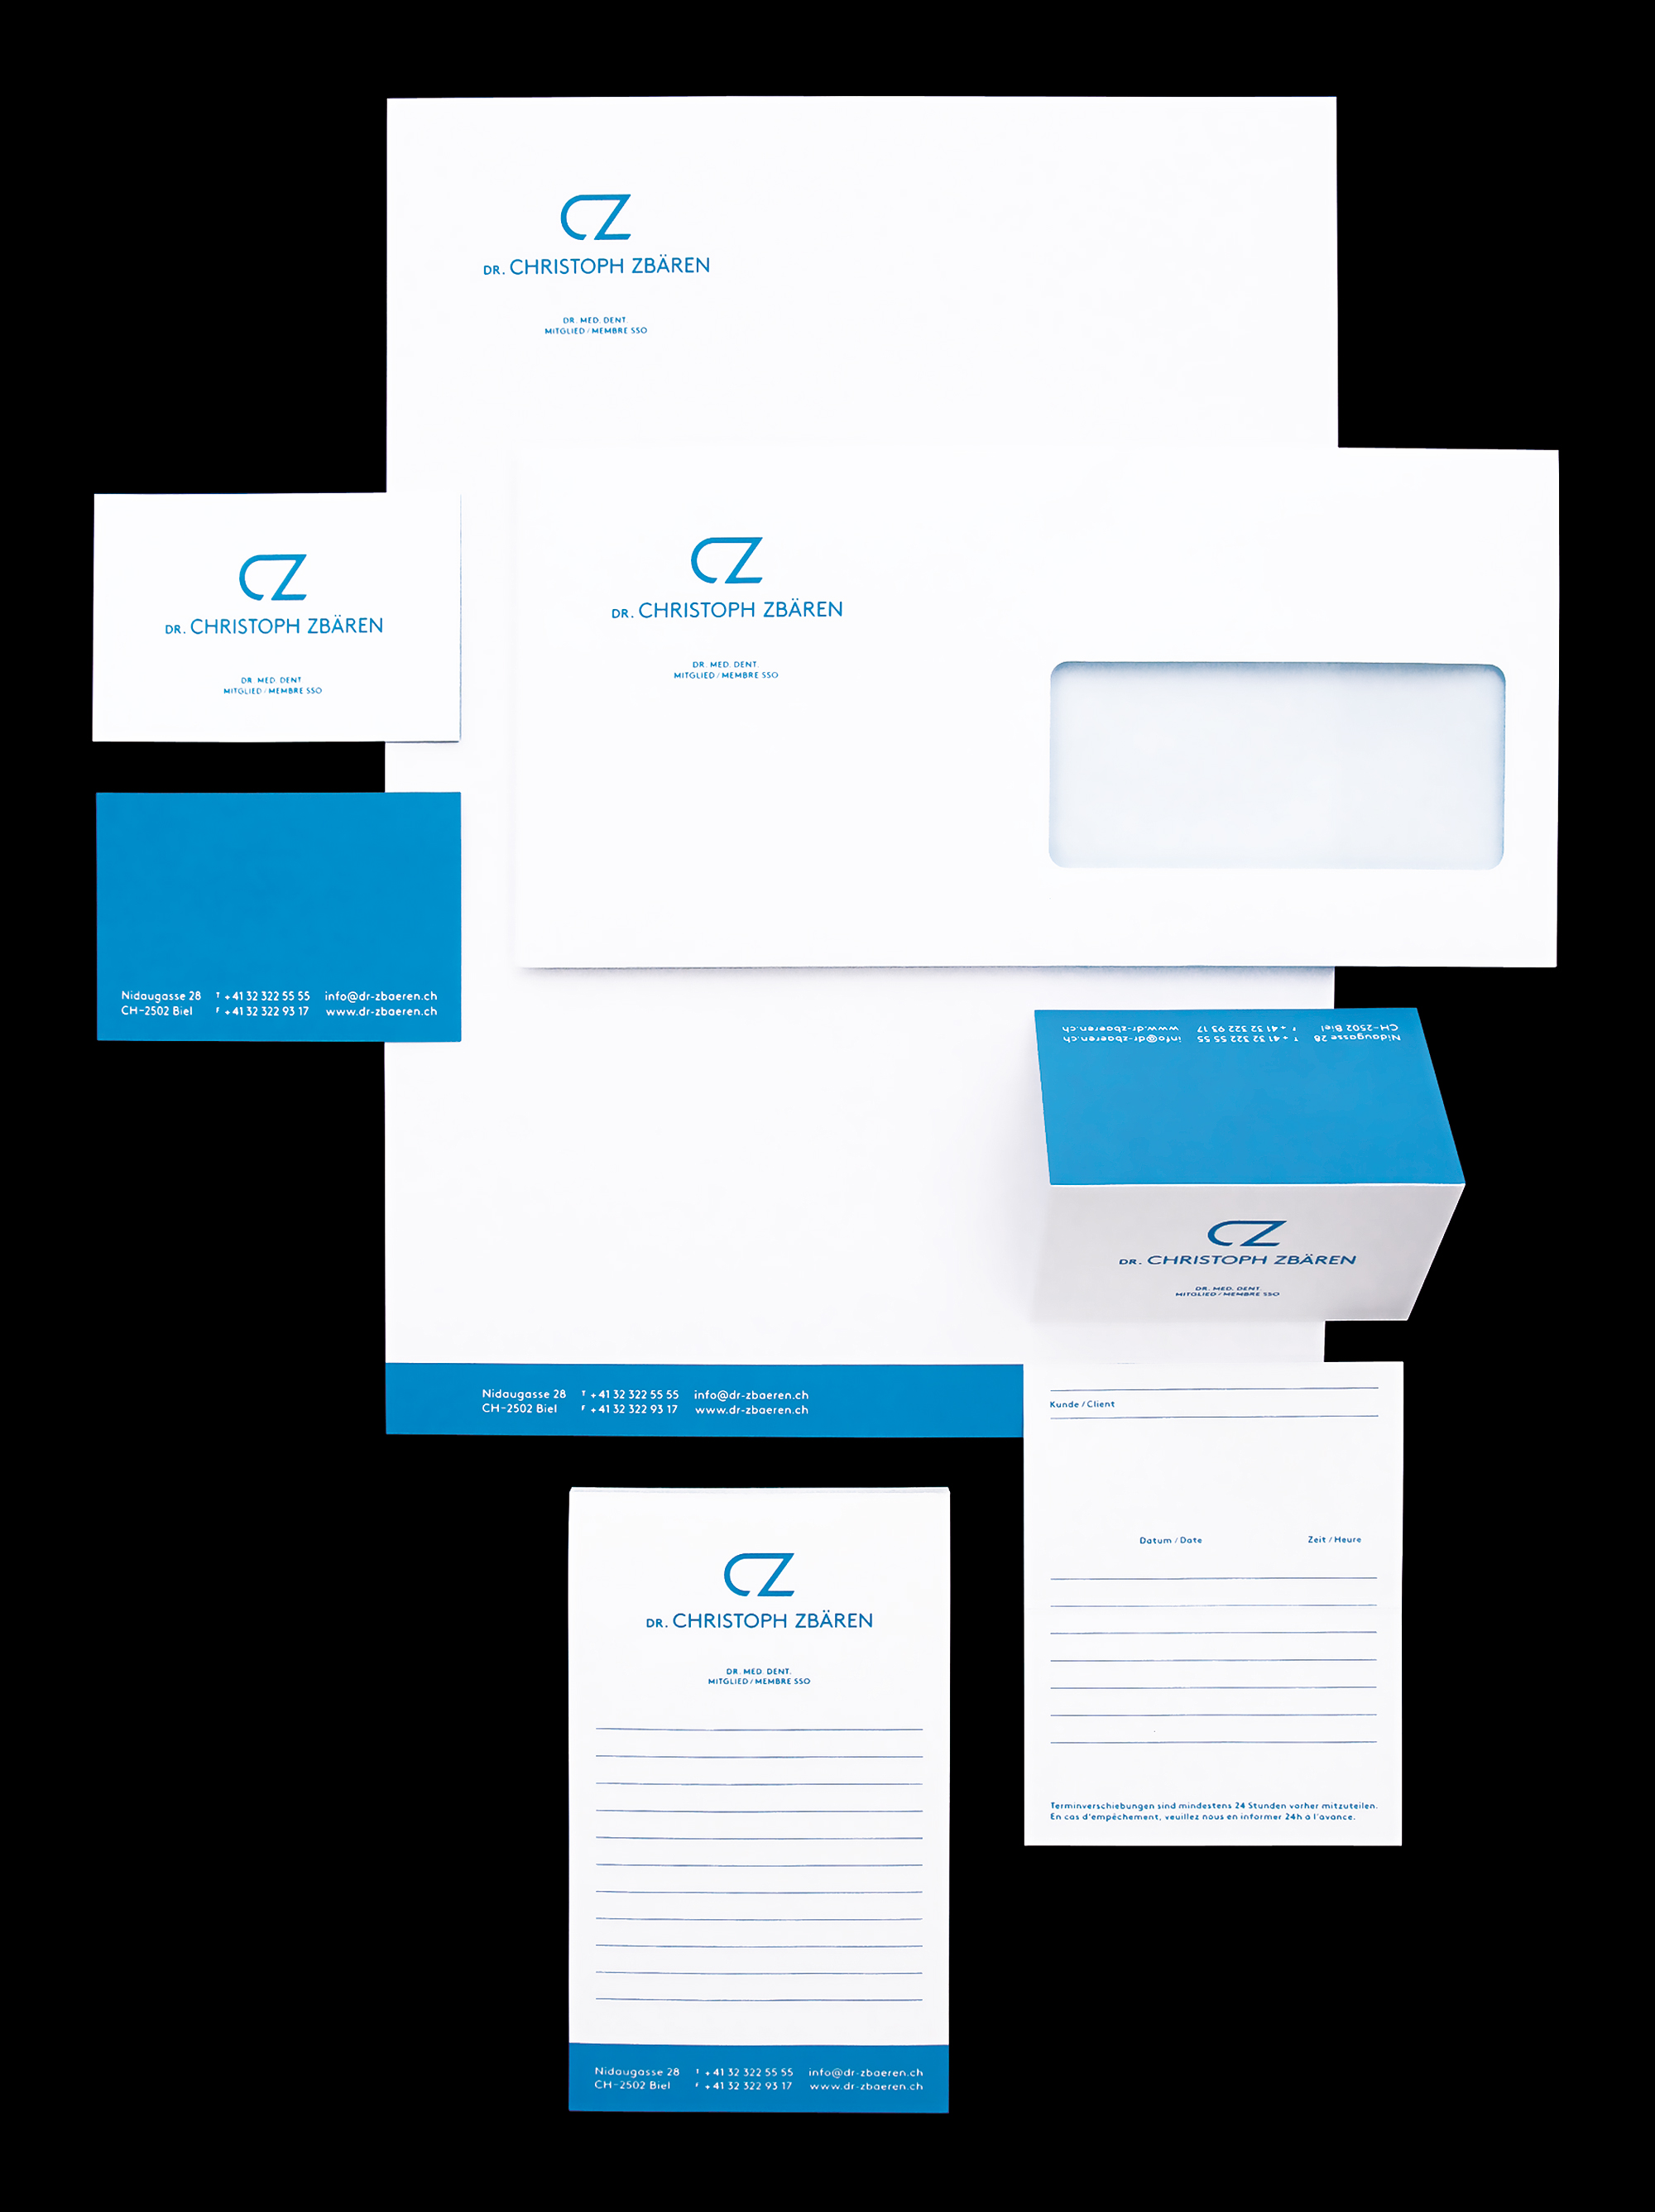 CZ
DR. CHRISTOPH ZBÄREN
DR. MED. DENT.
MITGLIED / MEMBRE SSO
CZ
DR. CHRISTOPH ZBÄREN
DR. MED. DENT.
MITGLIED / MEMBRE SSO
CZ
DR. CHRISTOPH ZBÄREN
DR. MED. DENT.
MITGLIED / MEMBRE SSO
Nidaugasse 28 T +41 32 322 55 55 info@dr-zbaeren.ch
CH-2502 Biel F +41 32 322 93 17 www.dr-zbaeren.ch
Nidaugasse 28 T +41 32 322 55 55 info@dr-zbaeren.ch
CH-2502 Biel F +41 32 322 93 17 www.dr-zbaeren.ch
CZ
DR. CHRISTOPH ZBÄREN
DR. MED. DENT.
MITGLIED / MEMBRE SSO
Nidaugasse 28 T +41 32 322 55 55 info@dr-zbaeren.ch
CH-2502 Biel F +41 32 322 93 17 www.dr-zbaeren.ch
Kunde / Client
Datum / Date Zeit / Heure
Terminverschiebungen sind mindestens 24 Stunden vorher mitzuteilen.
En cas d'empêchement, veuillez nous en informer 24h a l'avance.
CZ
DR. CHRISTOPH ZBÄREN
DR. MED. DENT.
MITGLIED / MEMBRE SSO
Nidaugasse 28 T +41 32 322 55 55 info@dr-zbaeren.ch
CH-2502 Biel F +41 32 322 93 17 www.dr-zbaeren.ch